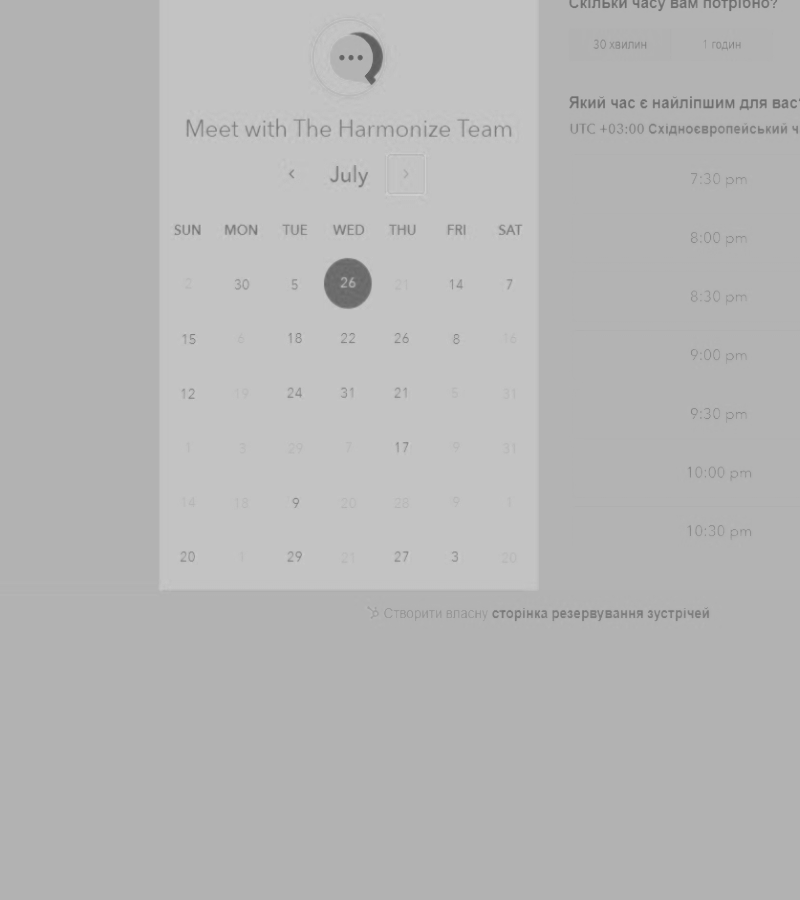 Скільки часу вам потрібно?
30 хвилин 1 годин
Meet with The Harmonize Team
Який час є найліпшим для вас?
UTC +03:00 Східноєвропейський ч
July
SUN MON TUE WED THU FRI SAT
2 30 5 26 21 14 7
15 6 18 22 26 8 16
12 19 24 31 21 5 31
1 3 29 7 17 9 31
14 13 9 20 28 9 1
20 1 29 21 27 3 20
7:30 pm
8:00 pm
8:30 pm
9:00 pm
9:30 pm
10:00 pm
10:30 pm
Створити власну сторінка резервування зустрічей